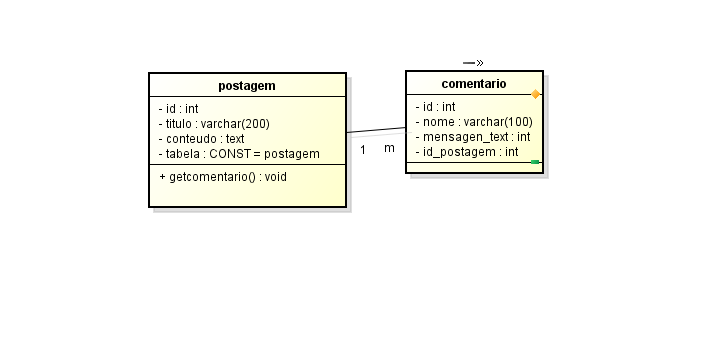 postagem
- id : int
- titulo : varchar(200)
- conteudo : text
- tabela : CONST = postagem
+ getcomentario() : void
1
m
comentario
- id : int
- nome : varchar(100)
- mensagen_text : int
- id_postagem : int